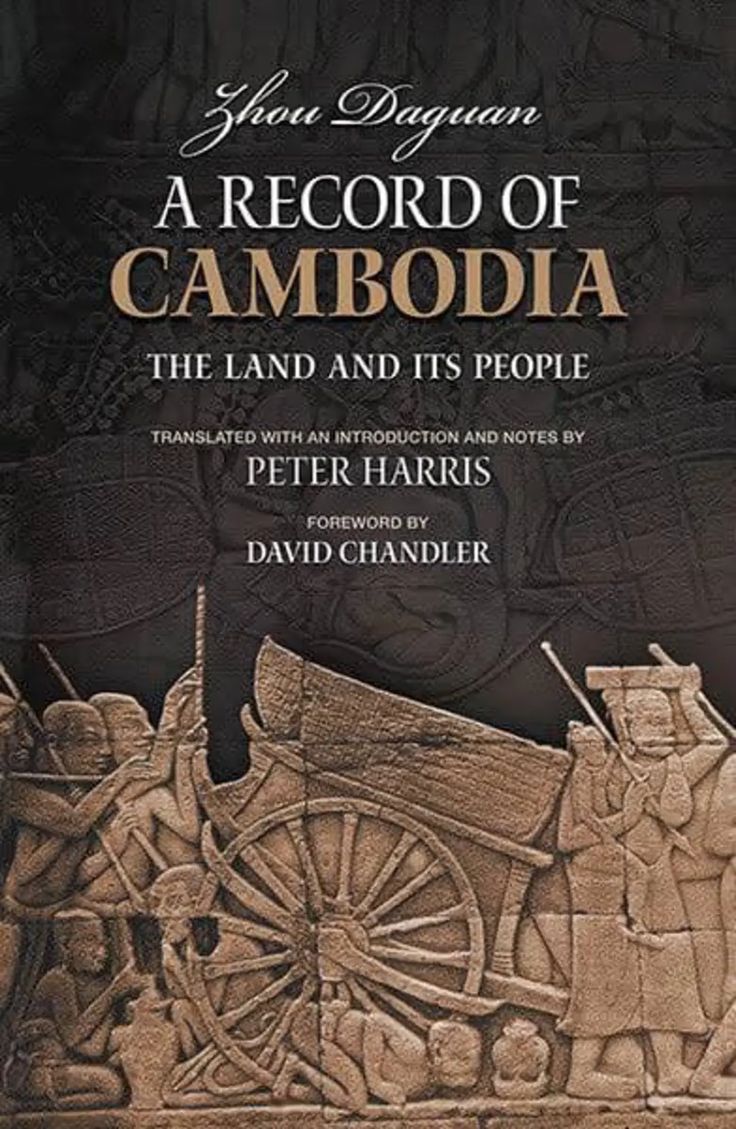 Zhou Daguan
A RECORD OF
CAMBODIA
THE LAND AND ITS PEOPLE
TRANSLATED WITH AN INTRODUCTION AND NOTES BY
PETER HARRIS
FOREWORD BY
DAVID CHANDLER